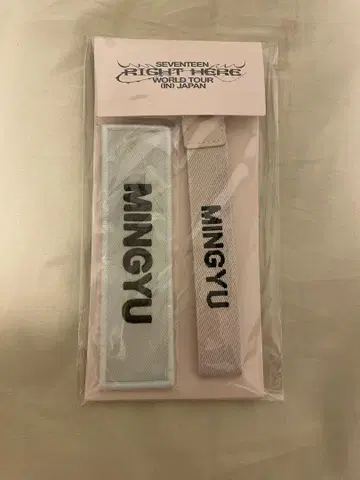 SEVENTEEN
RIGHT HERE
WORLD TOUR
(IN) JAPAN
MINGYU
MINGYU